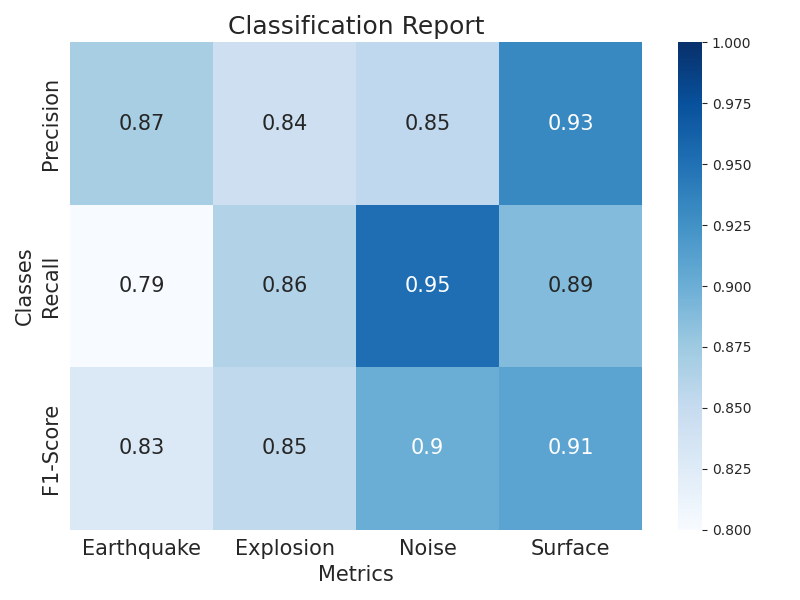 Classification Report
Precision 0.87 0.84 0.85 0.93
Classes
Recall 0.79 0.86 0.95 0.89
F1-Score 0.83 0.85 0.9 0.91
Earthquake Explosion Noise Surface
Metrics
1.000
0.975
0.950
0.925
0.900
0.875
0.850
0.825
0.800